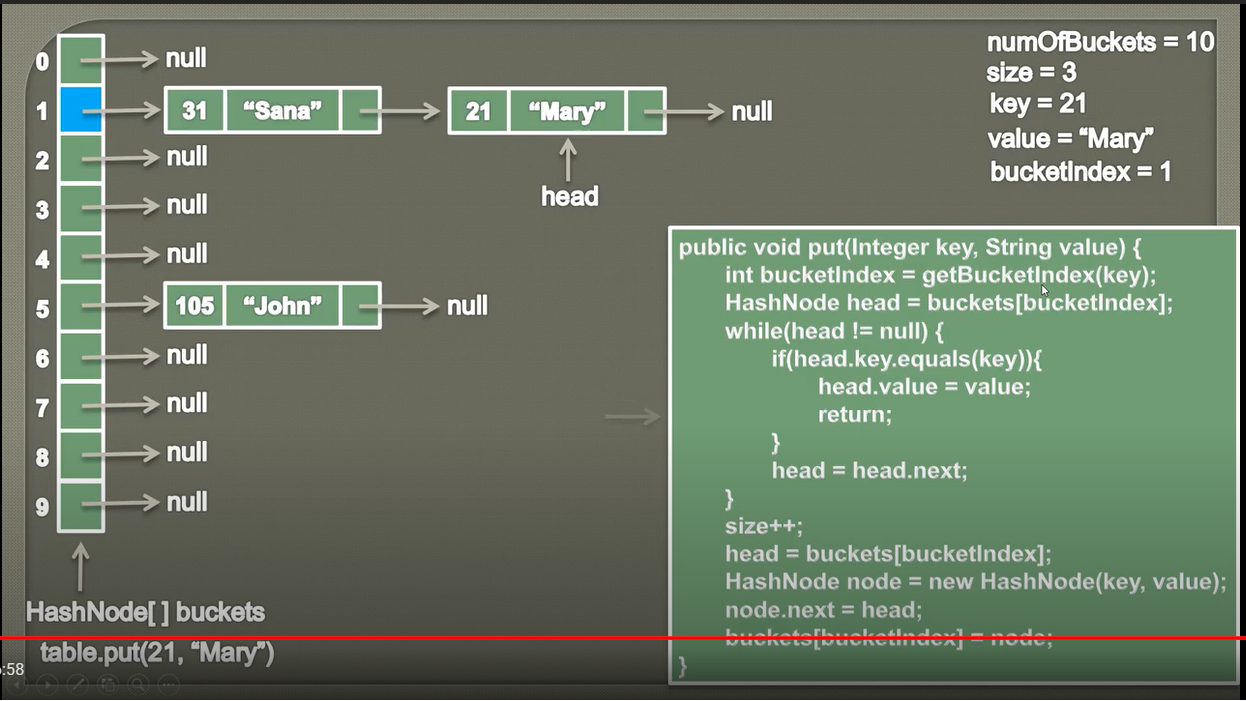 numOfBuckets = 10
size = 3
key = 21
value = “Mary”
bucketIndex = 1
0 null
1 31 “Sana” 21 “Mary” null
2 null
head
3 null
4 null
5 105 “John” null
6 null
7 null
8 null
9 null
HashNode[ ] buckets
table.put(21, “Mary”)
:58
public void put(Integer key, String value) {
int bucketIndex = getBucketIndex(key);
HashNode head = buckets[bucketIndex];
while(head != null) {
if(head.key.equals(key)){
head.value = value;
return;
}
head = head.next;
}
size++;
head = buckets[bucketIndex];
HashNode node = new HashNode(key, value);
node.next = head;
buckets[bucketIndex] = node;
}